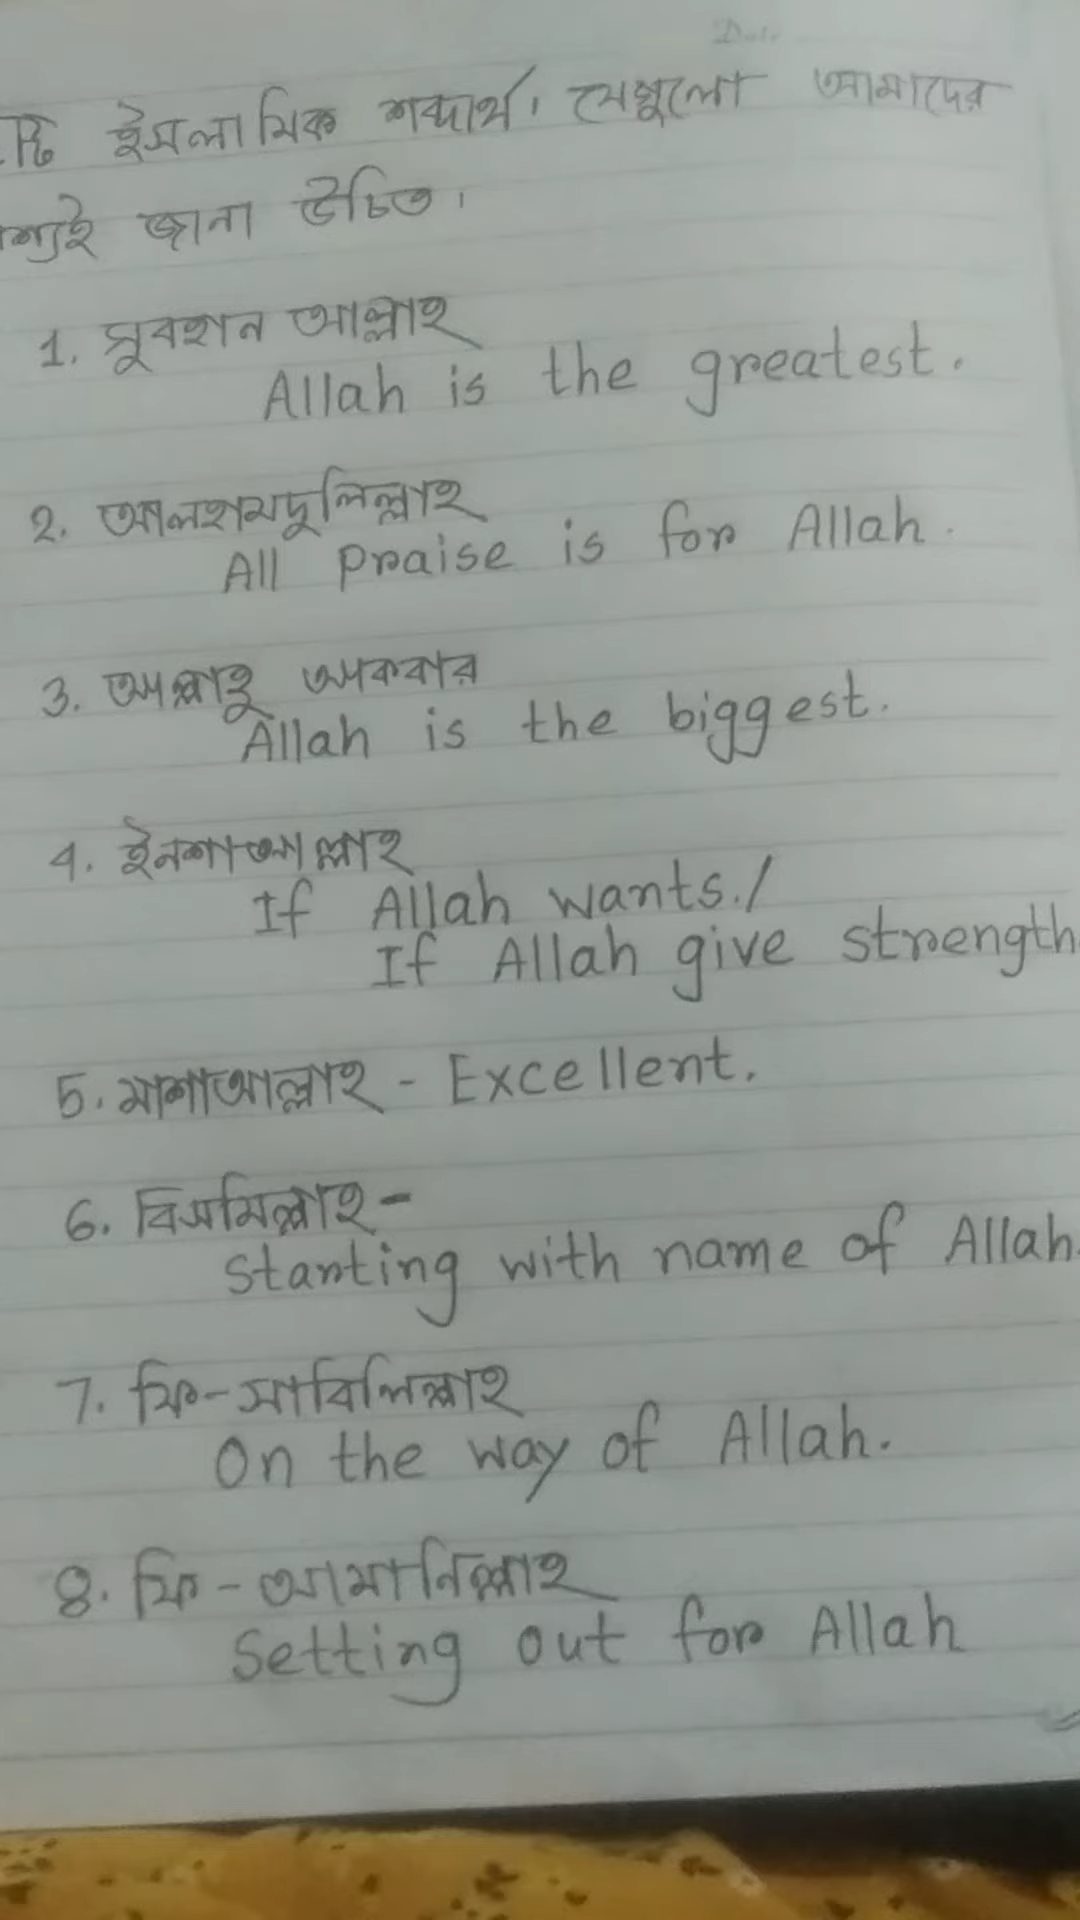 টি ইসলামিক শব্দার্থ। যেগুলো আমাদের
জানা উচিত।
1. সুবহান আল্লাহ
Allah is the greatest.
2. আলহামদুলিল্লাহ
All praise is for Allah.
3. আল্লাহু আকবার
Allah is the biggest.
4. ইনশাআল্লাহ
If Allah wants./
If Allah give strength
5. মাশাআল্লাহ - Excellent.
6. বিসমিল্লাহ -
Starting with name of Allah.
7. ফি-সাবিলিল্লাহ
On the way of Allah.
8. ফি-আমানিল্লাহ
Setting out for Allah